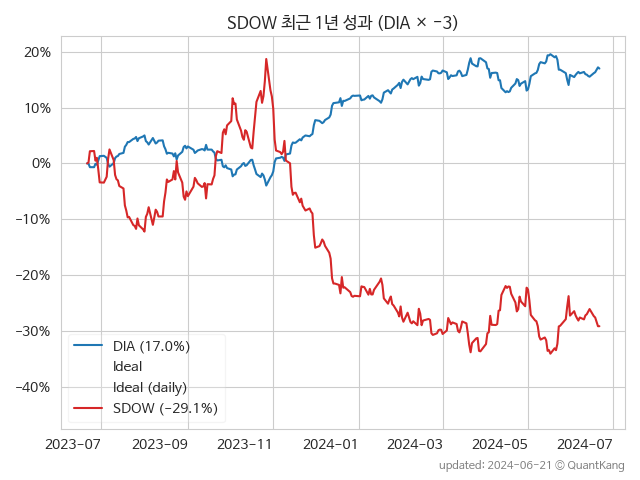 SDOW 최근 1년 성과 (DIA × −3)
20%
10%
0%
−10%
−20%
−30%
−40%
DIA (17.0%)
Ideal
Ideal (daily)
SDOW (−29.1%)
2023-07 2023-09 2023-11 2024-01 2024-03 2024-05 2024-07
updated: 2024-06-21 © QuantKang